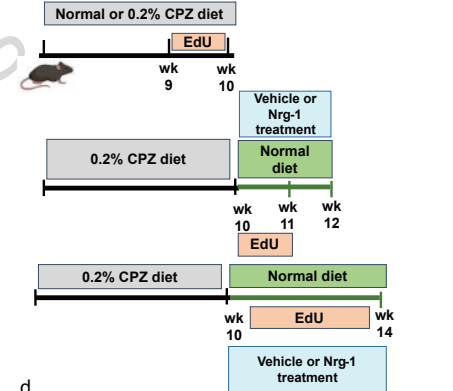 Normal or 0.2% CPZ diet
EdU
wk
9
wk
10
Vehicle or
Nrg-1
treatment
0.2% CPZ diet
Normal
diet
wk
10
wk
11
wk
12
EdU
0.2% CPZ diet
Normal diet
wk
10
EdU
wk
14
Vehicle or Nrg-1
treatment
d